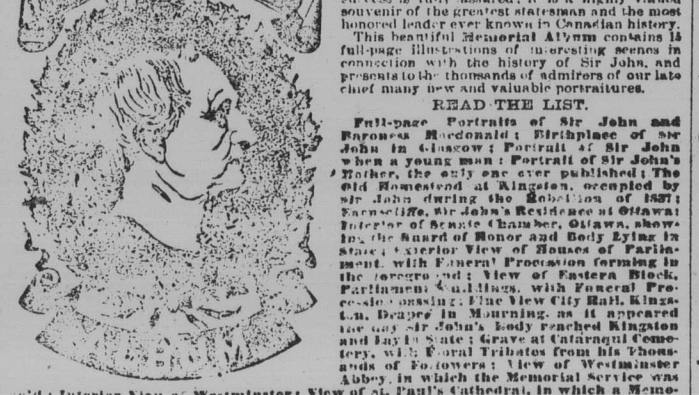 souvenir of the greatest statesman and the most
honored leader ever known in Canadian history.
This beautiful Memorial Album contains 15
full-page illustrations of interesting scenes in
connection with the history of Sir John, and
presents to the thousands of admirers of our late
chief many new and valuable portraitures.
READ THE LIST.
Full-page Portraits of Sir John and
Baroness Macdonald; Birthplace of Sir
John in Glasgow; Portrait of Sir John
when a young man; Portrait of Sir John's
Mother, the only one ever published; The
Old Homestead at Kingston, occupied by
Sir John during the Rebellion of 1837;
Earnscliffe, Sir John's Residence at Ottawa;
Interior of Senate Chamber, Ottawa, show-
ing the Guard of Honor and Body Lying in
State; Exterior View of Houses of Parlia-
ment, with Funeral Procession forming in
the foreground; View of Eastern Block,
Parliament Buildings, with Funeral Pro-
cession passing; Fine View City Hall, Kings-
ton, Draped in Mourning, as it appeared
the day Sir John's Body reached Kingston
and Lay in State; Grave at Cataraqui Ceme-
tery, with Floral Tributes from his Thous-
ands of Followers; View of Westminster
Abbey, in which the Memorial Service was
Interior View of Westminster; View of St. Paul's Cathedral, in which a Memo-
ALBUM